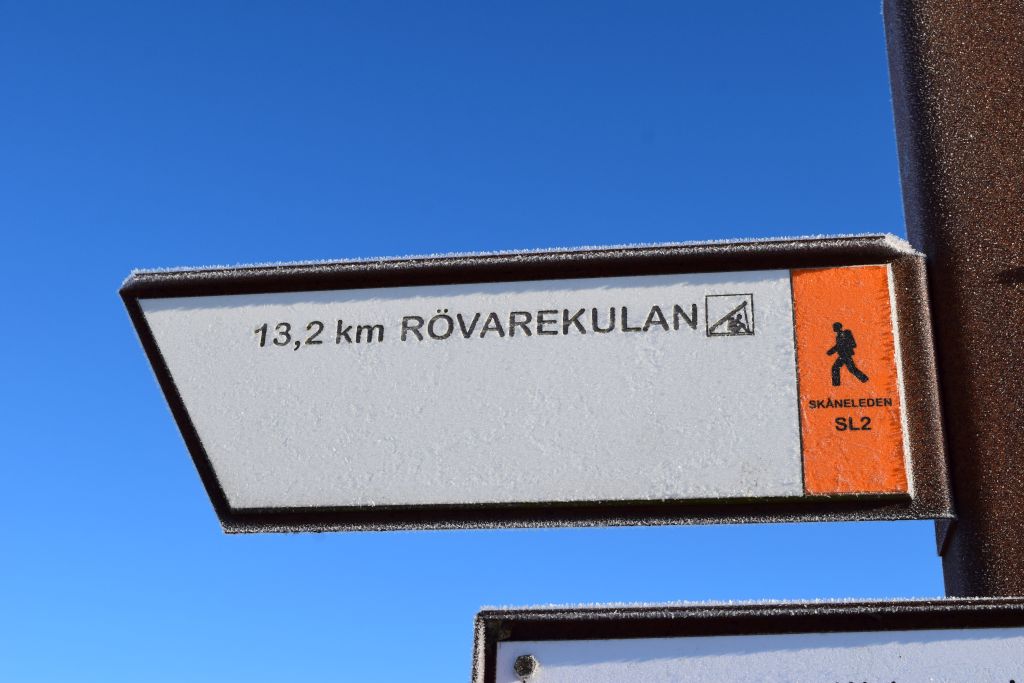 13,2 km RÖVAREKULAN
SKÅNELEDEN
SL2